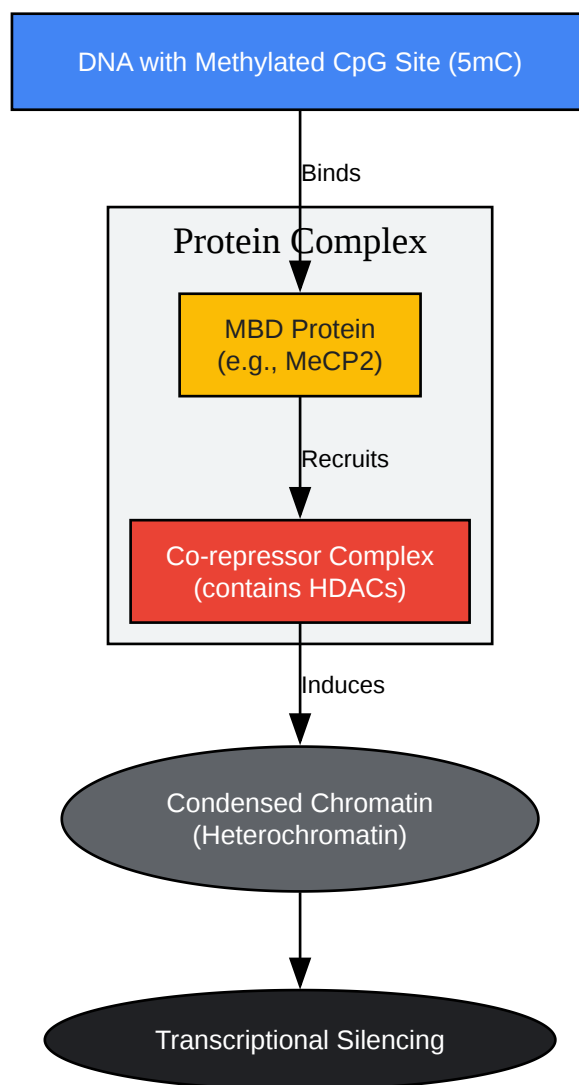 DNA with Methylated CpG Site (5mC)
Binds
Protein Complex
MBD Protein
(e.g., MeCP2)
Recruits
Co-repressor Complex
(contains HDACs)
Induces
Condensed Chromatin
(Heterochromatin)
Transcriptional Silencing